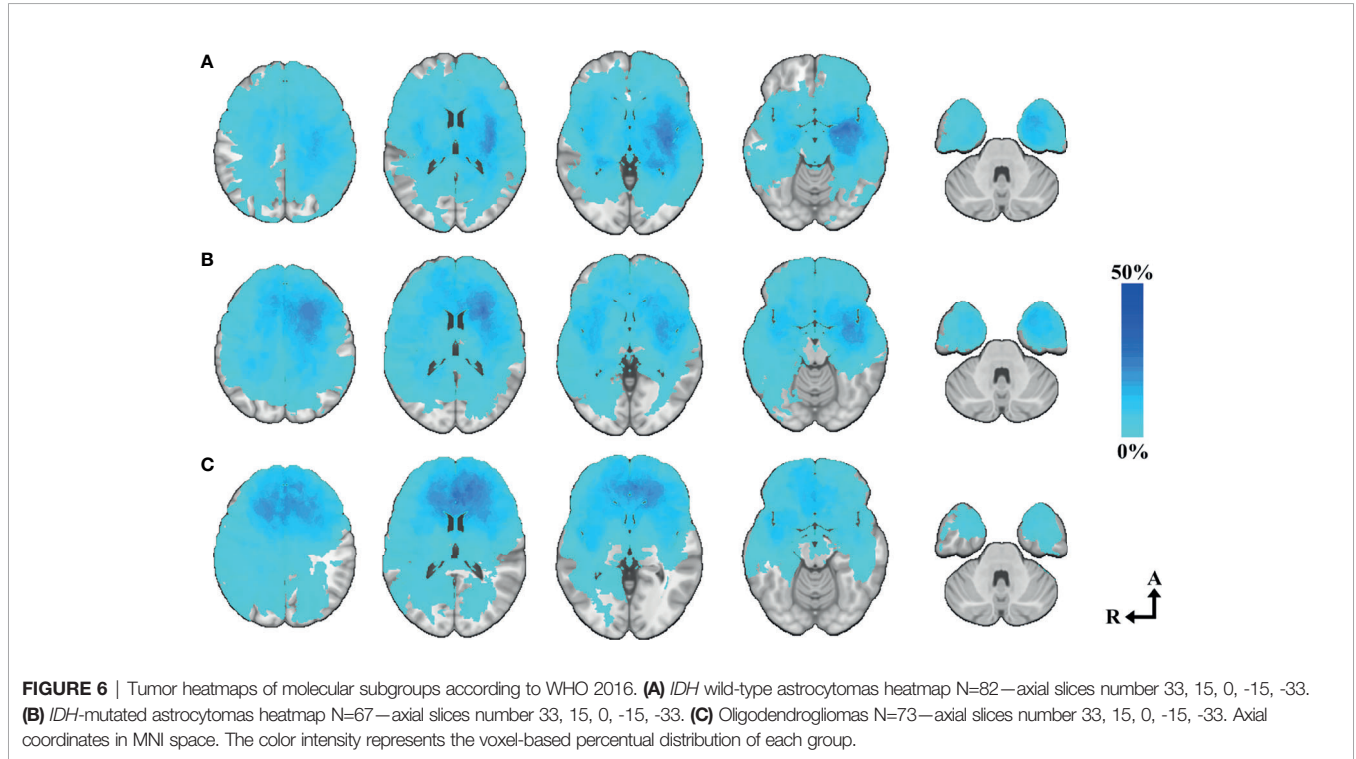 A
B
50%
0%
C
A
R
FIGURE 6 | Tumor heatmaps of molecular subgroups according to WHO 2016. (A) IDH wild-type astrocytomas heatmap N=82—axial slices number 33, 15, 0, -15, -33.
(B) IDH-mutated astrocytomas heatmap N=67—axial slices number 33, 15, 0, -15, -33. (C) Oligodendrogliomas N=73—axial slices number 33, 15, 0, -15, -33. Axial
coordinates in MNI space. The color intensity represents the voxel-based percentual distribution of each group.